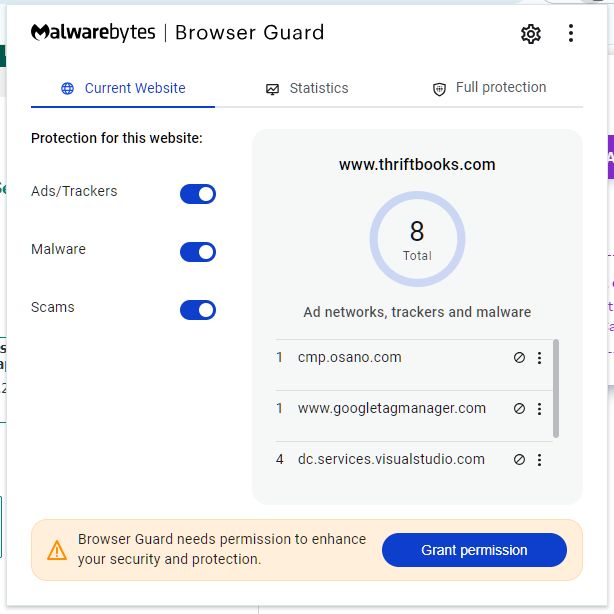 Malwarebytes | Browser Guard
Current Website
Statistics
Full protection
Protection for this website:
Ads/Trackers
Malware
Scams
www.thriftbooks.com
8
Total
Ad networks, trackers and malware
1 cmp.osano.com
1 www.googletagmanager.com
4 dc.services.visualstudio.com
Browser Guard needs permission to enhance
your security and protection.
Grant permission